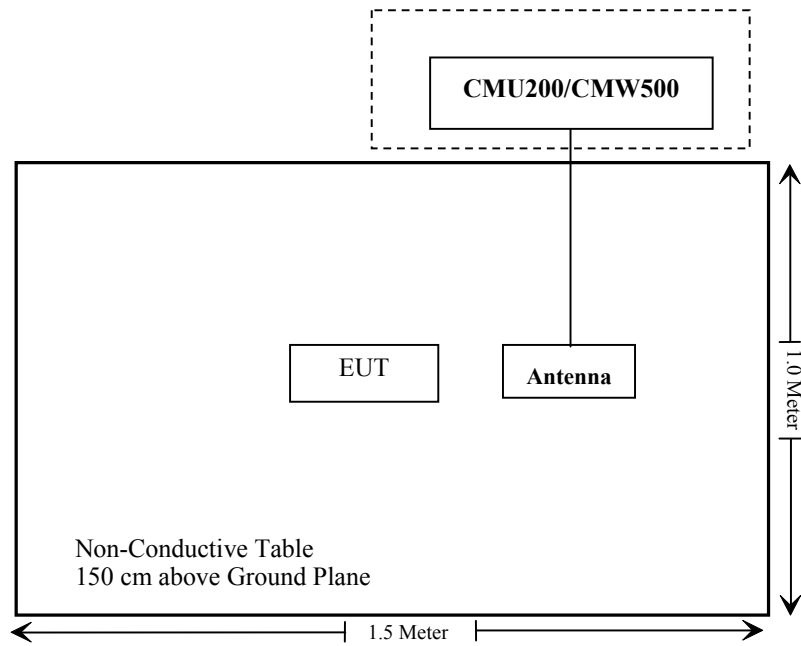 CMU200/CMW500
EUT
Antenna
1.0 Meter
Non-Conductive Table
150 cm above Ground Plane
1.5 Meter